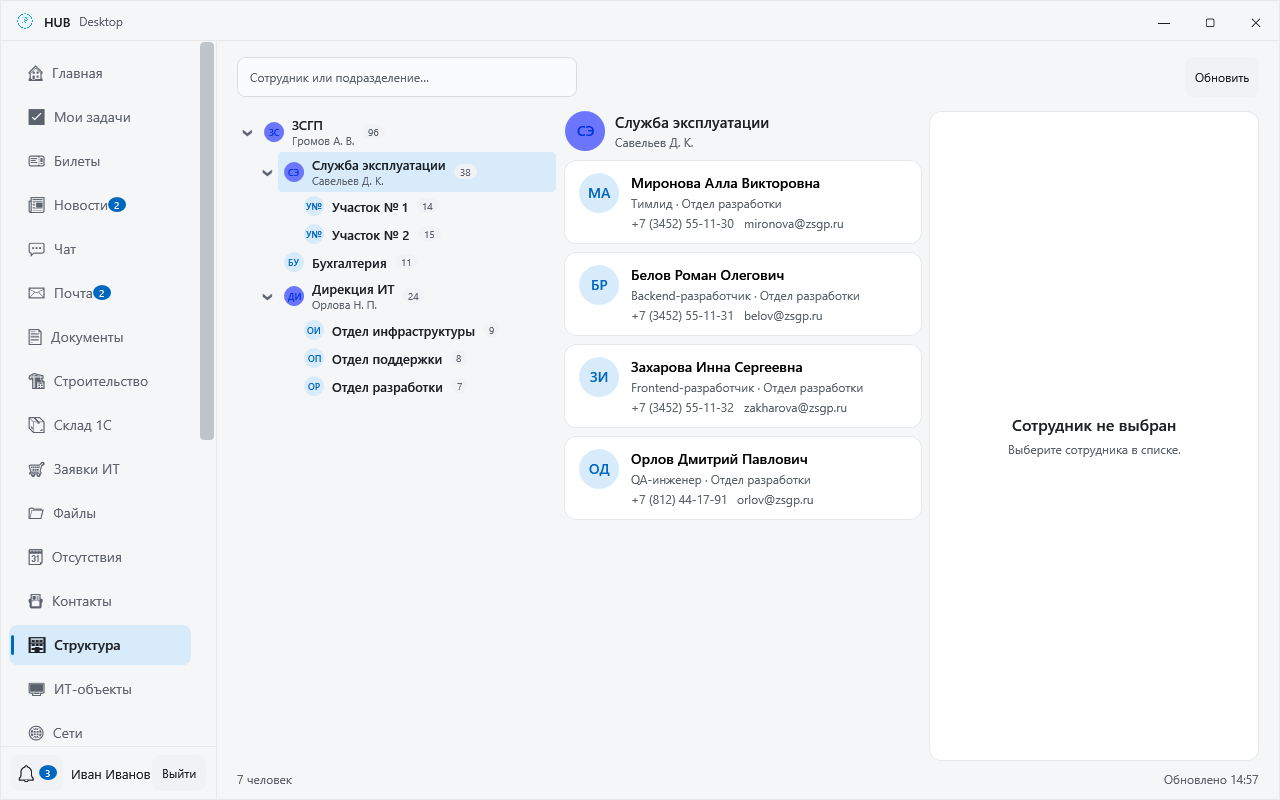 HUB Desktop
Главная
Мои задачи
Билеты
Новости 2
Чат
Почта 2
Документы
Строительство
Склад 1С
Заявки ИТ
Файлы
31 Отсутствия
Контакты
Структура
ИТ-объекты
Сети
3 Иван Иванов Выйти
Сотрудник или подразделение...
Обновить
ЗС ЗСГП 96
Громов А. В.
СЭ Служба эксплуатации 38
Савельев Д. К.
У№ Участок № 1 14
У№ Участок № 2 15
БУ Бухгалтерия 11
ДИ Дирекция ИТ 24
Орлова Н. П.
ОИ Отдел инфраструктуры 9
ОП Отдел поддержки 8
ОР Отдел разработки 7
СЭ Служба эксплуатации
Савельев Д. К.
МА Миронова Алла Викторовна
Тимлид · Отдел разработки
+7 (3452) 55-11-30 mironova@zsgp.ru
БР Белов Роман Олегович
Backend-разработчик · Отдел разработки
+7 (3452) 55-11-31 belov@zsgp.ru
ЗИ Захарова Инна Сергеевна
Frontend-разработчик · Отдел разработки
+7 (3452) 55-11-32 zakharova@zsgp.ru
ОД Орлов Дмитрий Павлович
QA-инженер · Отдел разработки
+7 (812) 44-17-91 orlov@zsgp.ru
Сотрудник не выбран
Выберите сотрудника в списке.
7 человек
Обновлено 14:57